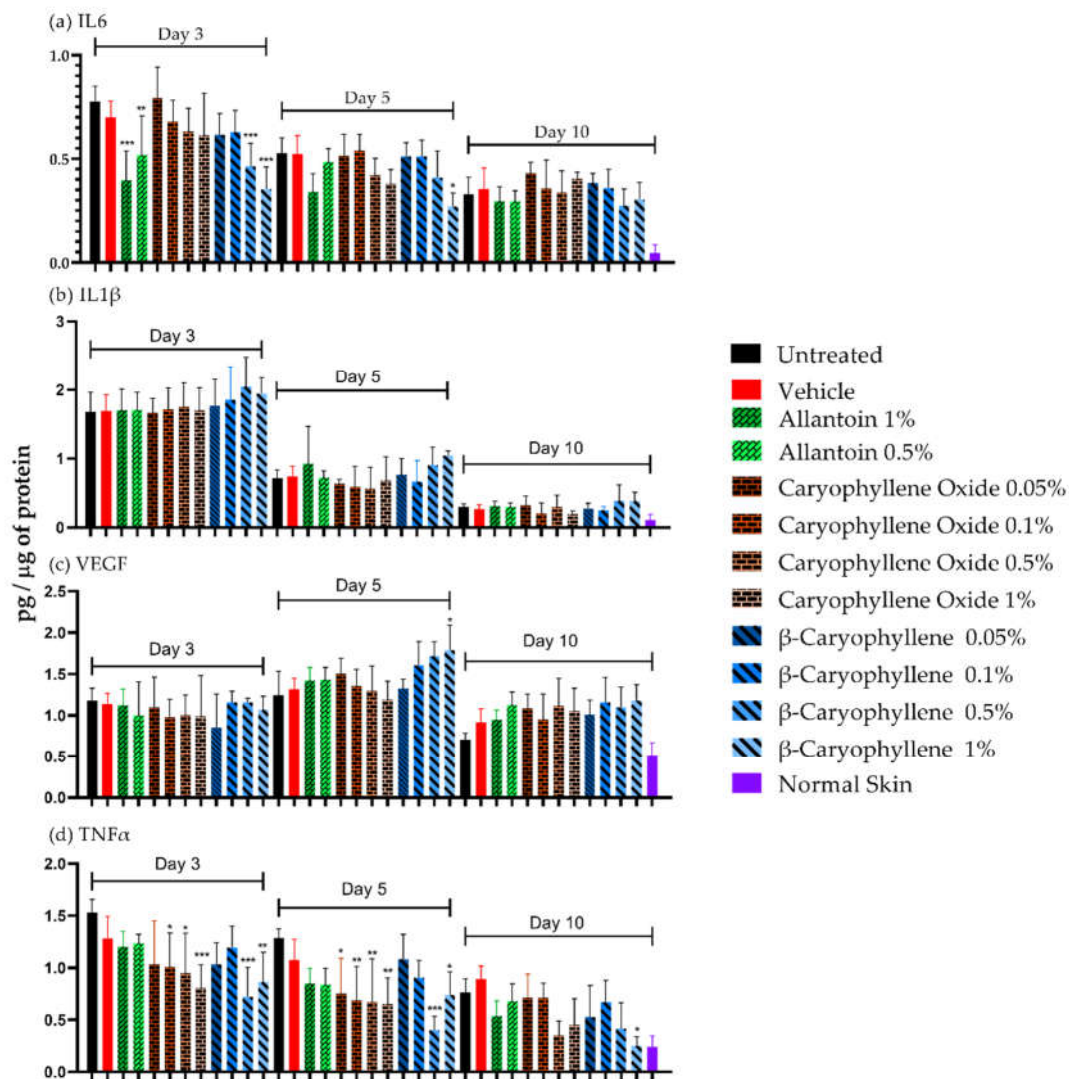 (a) IL6
Day 3
1.0
Day 5
***
**
***
***
Day 10
0.5
*
0.0
(b) IL1β
3
Day 3
Day 5
2
Day 10
1
0
pg / µg of protein
(c) VEGF
2.5
Day 5
2.0
*
Day 3
Day 10
1.5
1.0
0.5
0.0
(d) TNFα
2.0
Day 3
Day 5
Day 10
1.5
*
*
***
***
**
1.0
*
**
**
**
***
*
0.5
*
0.0
Untreated
Vehicle
Allantoin 1%
Allantoin 0.5%
Caryophyllene Oxide 0.05%
Caryophyllene Oxide 0.1%
Caryophyllene Oxide 0.5%
Caryophyllene Oxide 1%
β-Caryophyllene 0.05%
β-Caryophyllene 0.1%
β-Caryophyllene 0.5%
β-Caryophyllene 1%
Normal Skin